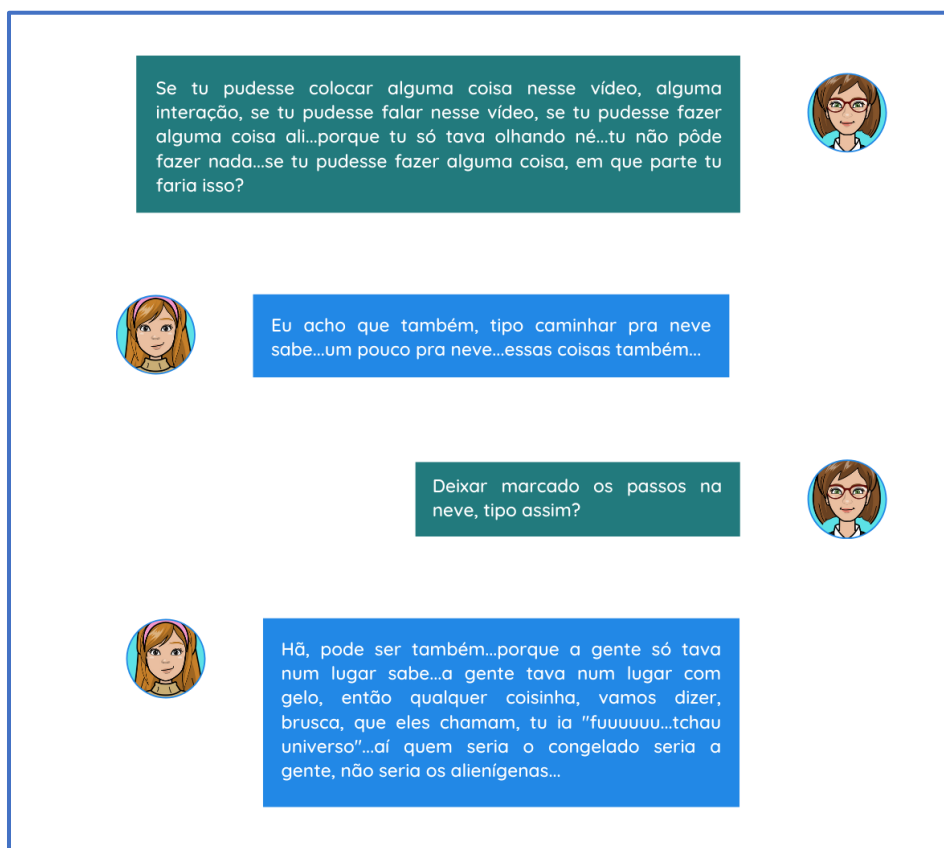 Se tu pudesse colocar alguma coisa nesse vídeo, alguma
interação, se tu pudesse falar nesse vídeo, se tu pudesse fazer
alguma coisa ali...porque tu só tava olhando né...tu não pôde
fazer nada...se tu pudesse fazer alguma coisa, em que parte tu
faria isso?
Eu acho que também, tipo caminhar pra neve
sabe...um pouco pra neve...essas coisas também...
Deixar marcado os passos na
neve, tipo assim?
Hã, pode ser também...porque a gente só tava
num lugar sabe...a gente tava num lugar com
gelo, então qualquer coisinha, vamos dizer,
brusca, que eles chamam, tu ia "fuuuuuu...tchau
universo"...aí quem seria o congelado seria a
gente, não seria os alienígenas...